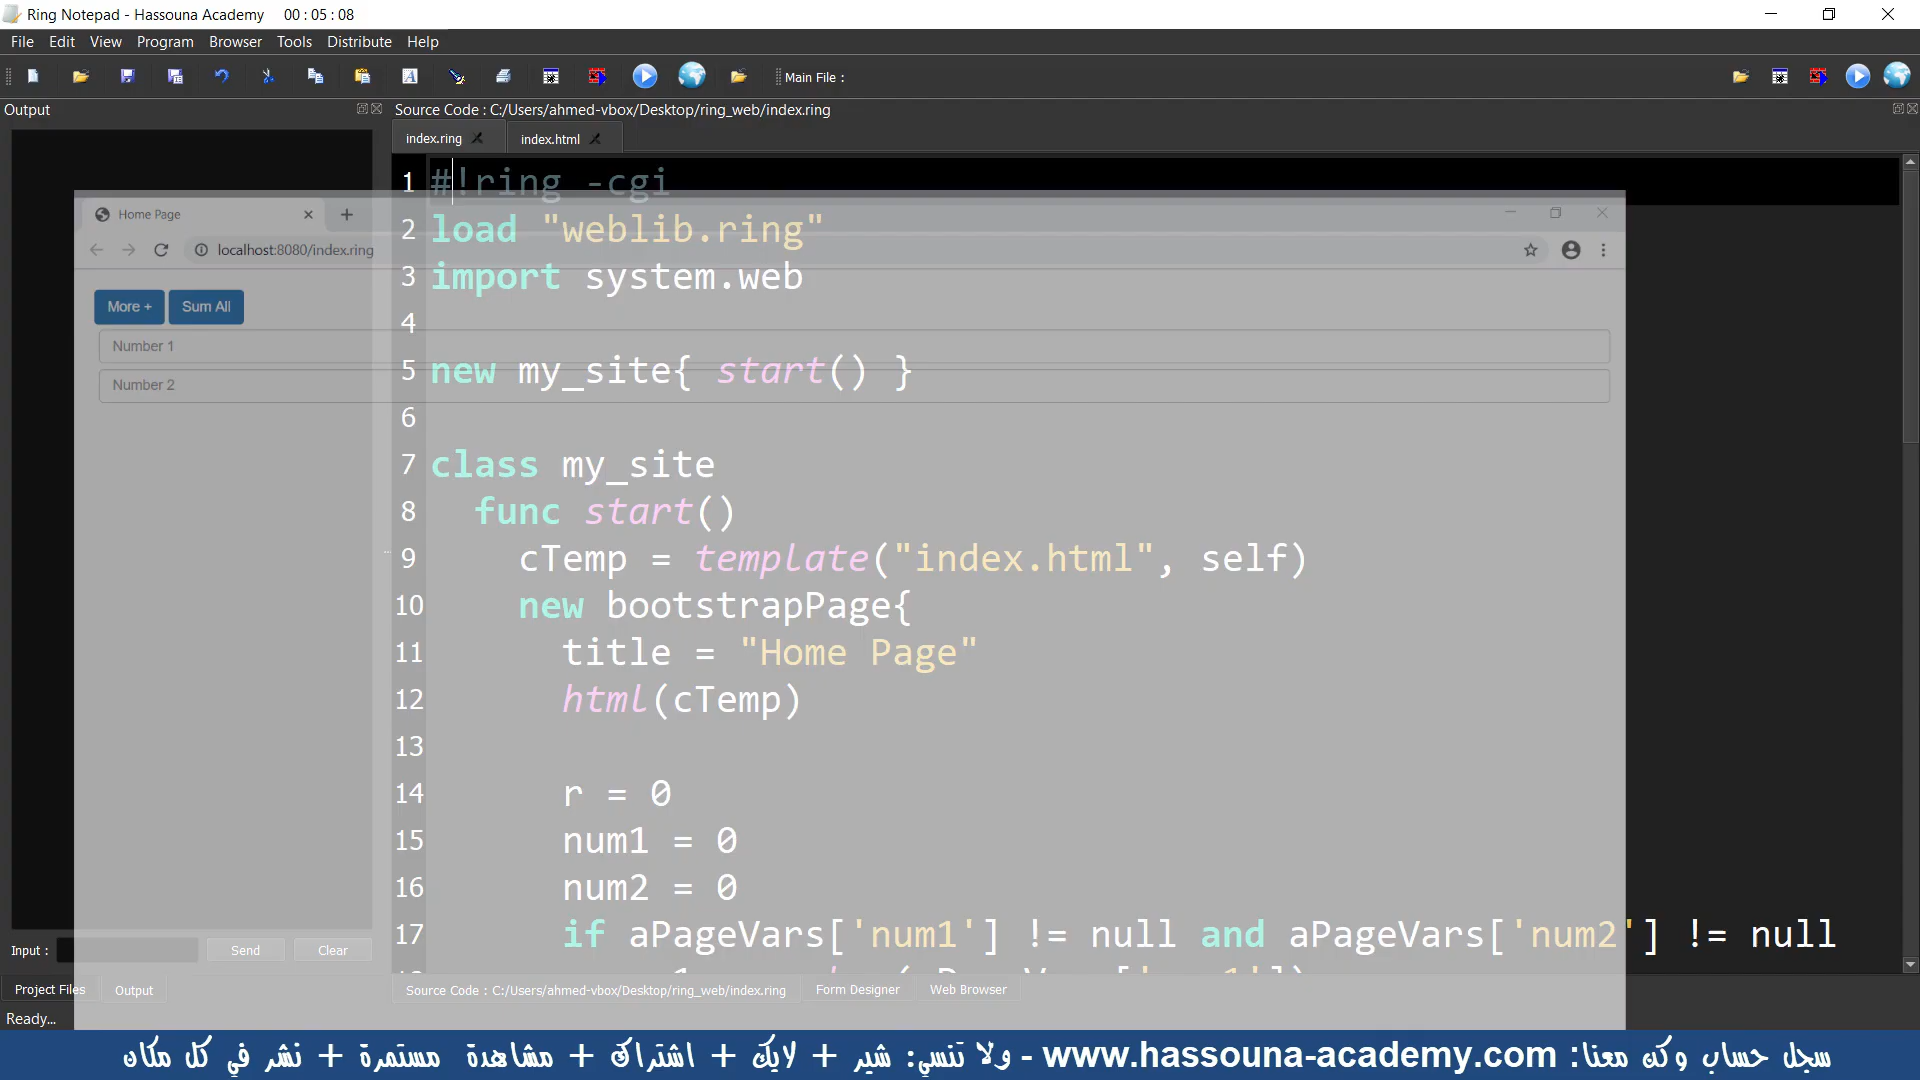 Ring Notepad - Hassouna Academy 00 : 05 : 08
File Edit View Program Browser Tools Distribute Help
Main File :
Output
Source Code : C:/Users/ahmed-vbox/Desktop/ring_web/index.ring
index.ring index.html
1 #!ring -cgi
2 load "weblib.ring"
3 import system.web
4
5 new my_site{ start() }
6
7 class my_site
8 func start()
9 cTemp = template("index.html", self)
10 new bootstrapPage{
11 title = "Home Page"
12 html(cTemp)
13
14 r = 0
15 num1 = 0
16 num2 = 0
17 if aPageVars['num1'] != null and aPageVars['num2'] != null
Home Page
localhost:8080/index.ring
More + Sum All
Number 1
Number 2
Input : Send Clear
Project Files Output
Source Code : C:/Users/ahmed-vbox/Desktop/ring_web/index.ring Form Designer Web Browser
Ready...
سجل حساب وكن معنا: www.hassouna-academy.com - ولا تنسي: شير + لايك + اشتراك + مشاهدة مستمرة + نشر في كل مكان